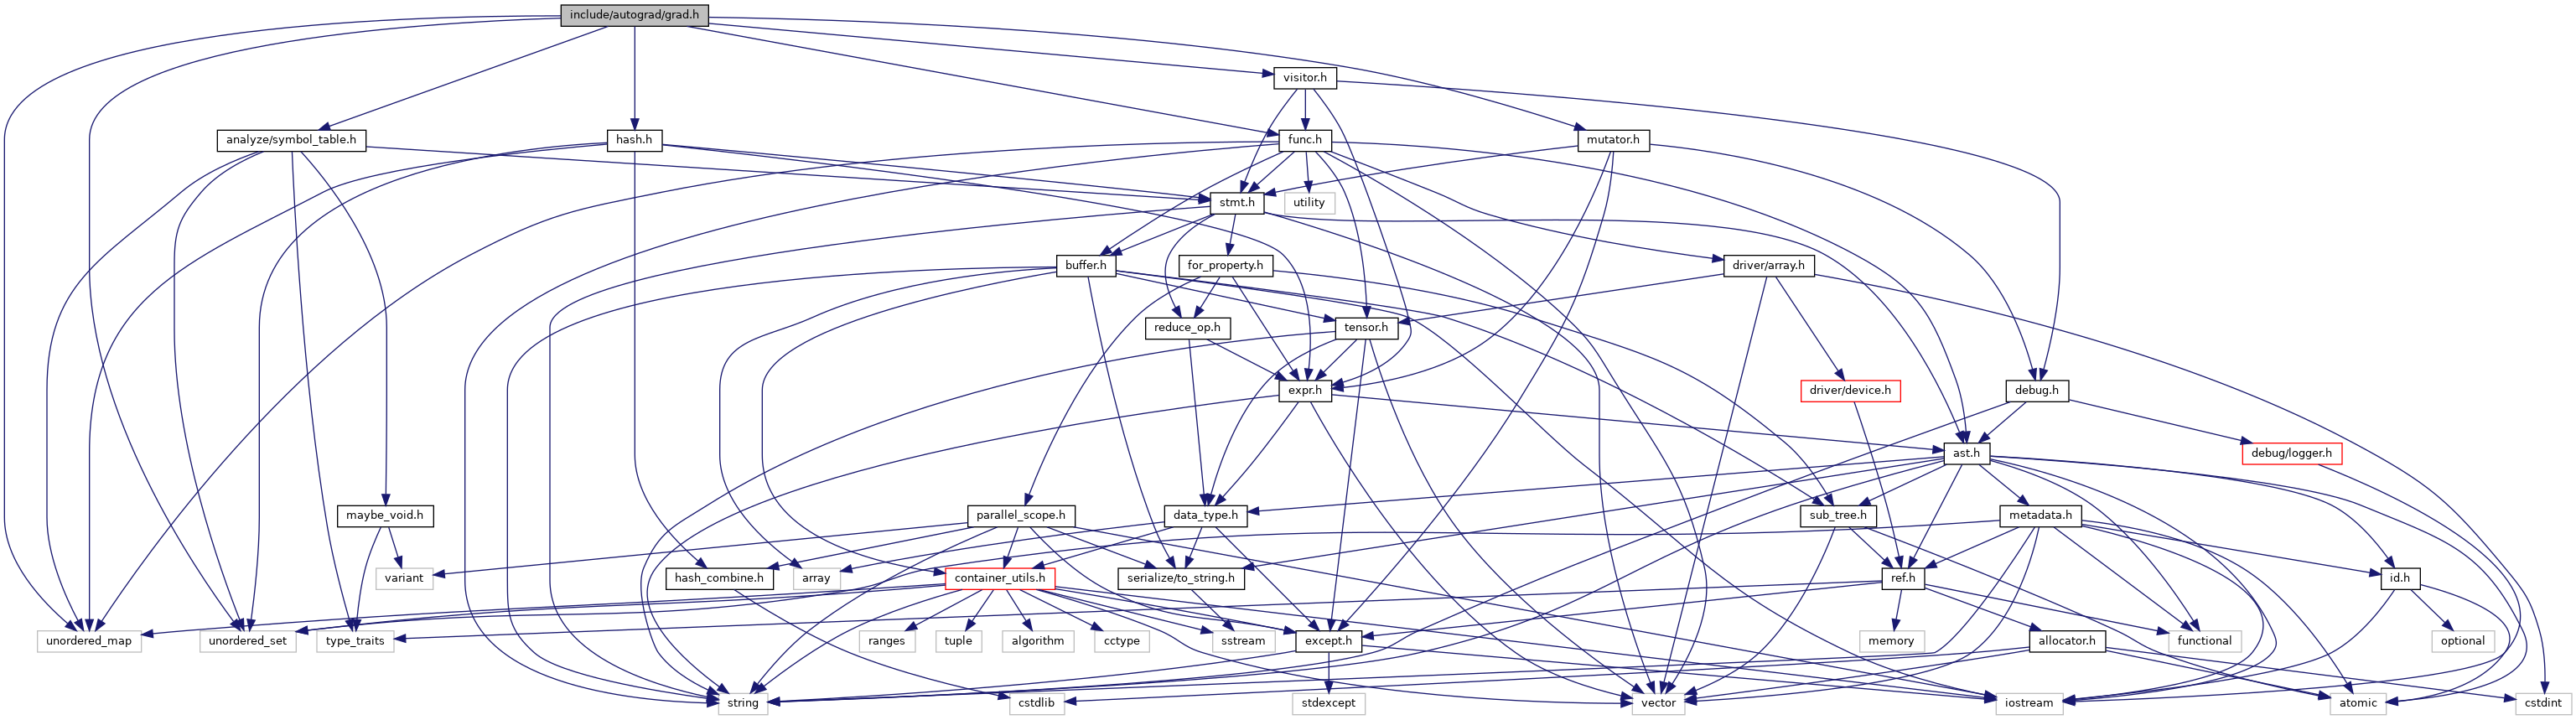 include/autograd/grad.h
visitor.h
analyze/symbol_table.h
hash.h
func.h
mutator.h
stmt.h
utility
buffer.h
for_property.h
driver/array.h
reduce_op.h
tensor.h
expr.h
driver/device.h
debug.h
ast.h
debug/logger.h
maybe_void.h
parallel_scope.h
data_type.h
sub_tree.h
metadata.h
variant
hash_combine.h
array
container_utils.h
serialize/to_string.h
ref.h
id.h
unordered_map
unordered_set
type_traits
ranges
tuple
algorithm
cctype
sstream
except.h
memory
allocator.h
functional
optional
string
cstdlib
stdexcept
vector
iostream
atomic
cstdint